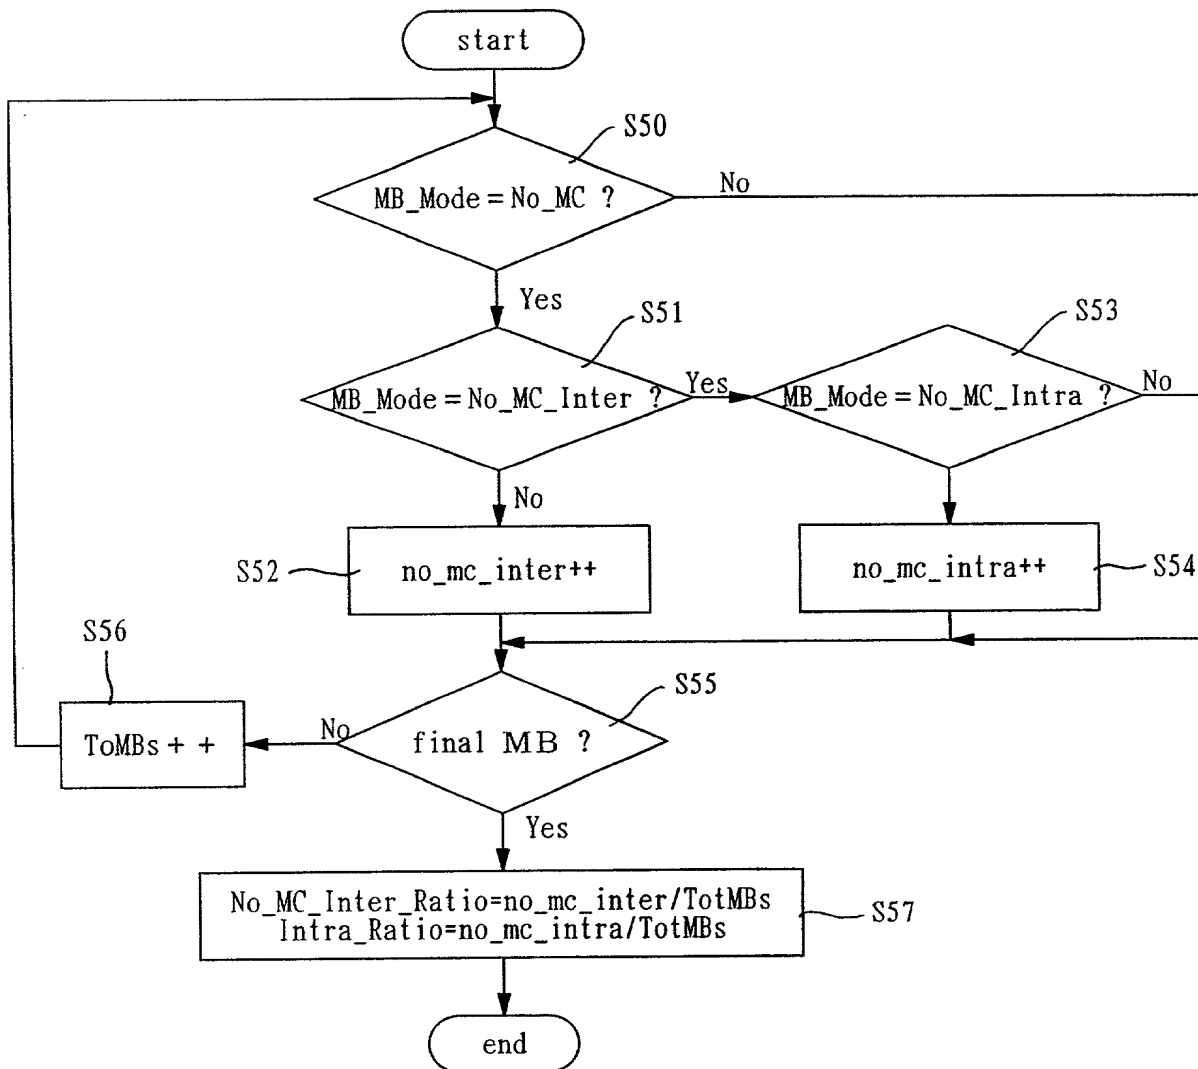 start
S50
MB_Mode=No_MC ?
No
Yes
S51
S53
MB_Mode=No_MC_Inter ?
Yes
MB_Mode=No_MC_Intra ?
No
No
S52
no_mc_inter++
no_mc_intra++
S54
S56
S55
ToMBs + +
No
final MB ?
Yes
No_MC_Inter_Ratio=no_mc_inter/TotMBs
Intra_Ratio=no_mc_intra/TotMBs
S57
end